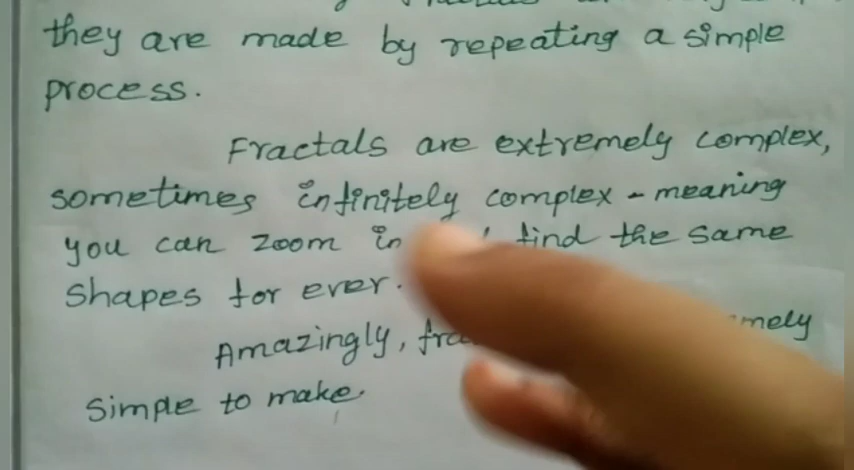 they are made by repeating a simple
process.
Fractals are extremely complex,
sometimes infinitely complex - meaning
you can zoom in find the same
shapes for ever.
Amazingly,
simple to make.